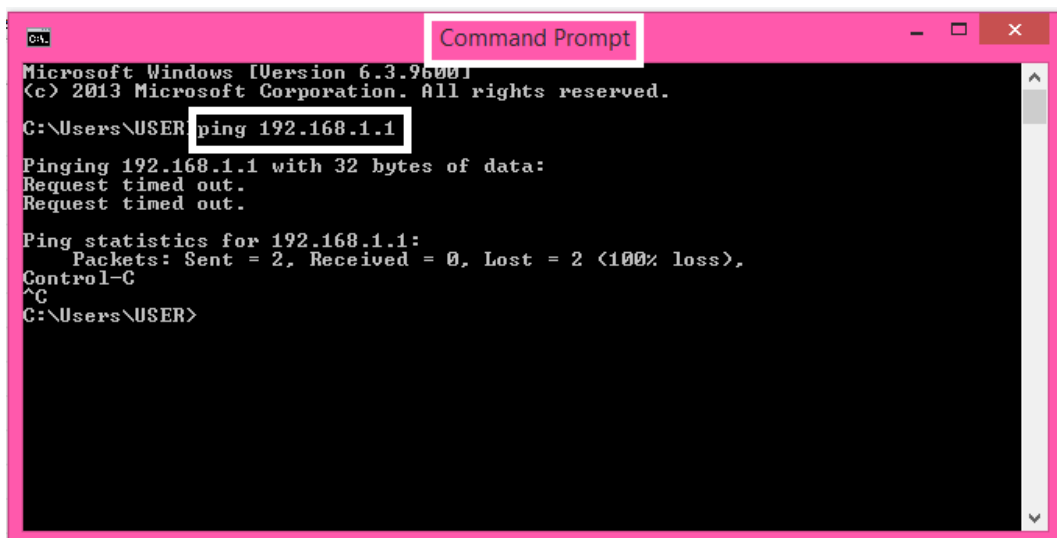 Command Prompt
Microsoft Windows [Version 6.3.9600]
(c) 2013 Microsoft Corporation. All rights reserved.
C:\Users\USER>ping 192.168.1.1
Pinging 192.168.1.1 with 32 bytes of data:
Request timed out.
Request timed out.
Ping statistics for 192.168.1.1:
Packets: Sent = 2, Received = 0, Lost = 2 (100% loss),
Control-C
^C
C:\Users\USER>